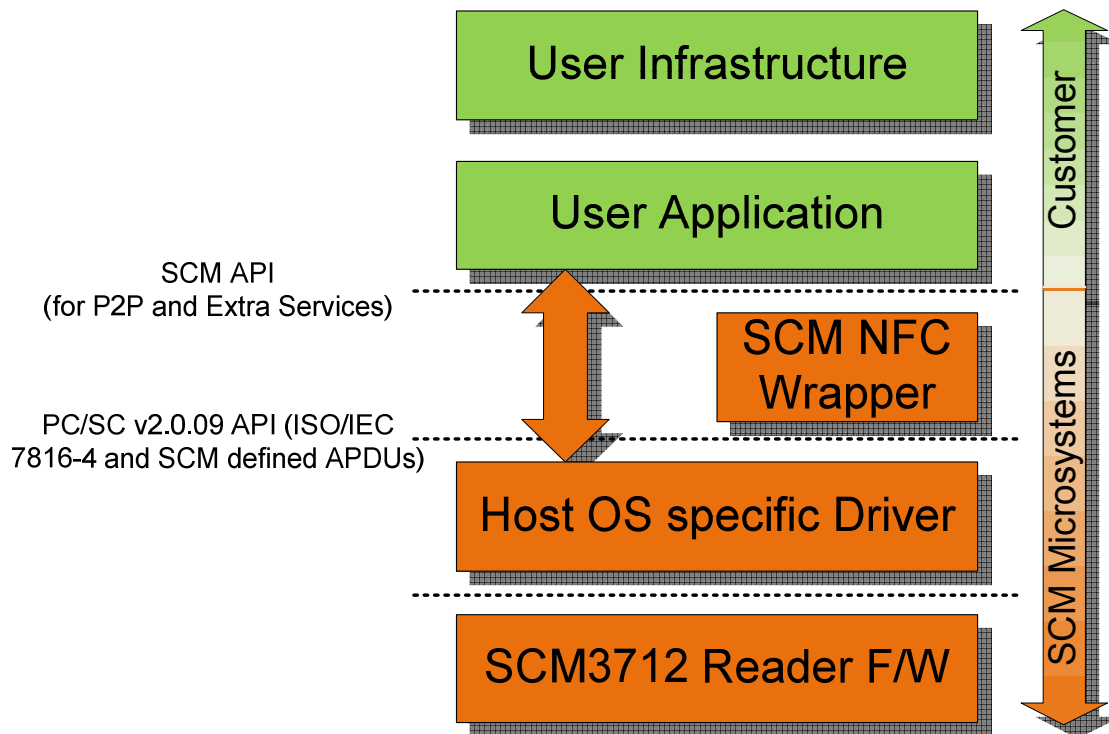 User Infrastructure
User Application
SCM API
(for P2P and Extra Services)
SCM NFC
Wrapper
PC/SC v2.0.09 API (ISO/IEC
7816-4 and SCM defined APDUs)
Host OS specific Driver
SCM3712 Reader F/W
Customer
SCM Microsystems